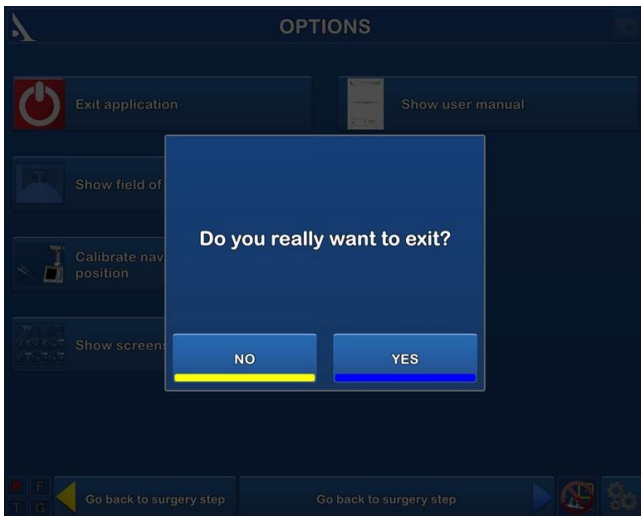 OPTIONS
Exit application
Show user manual
Show field of
Calibrate nav
position
Show screens
Do you really want to exit?
NO
YES
F
T G
Go back to surgery step
Go back to surgery step